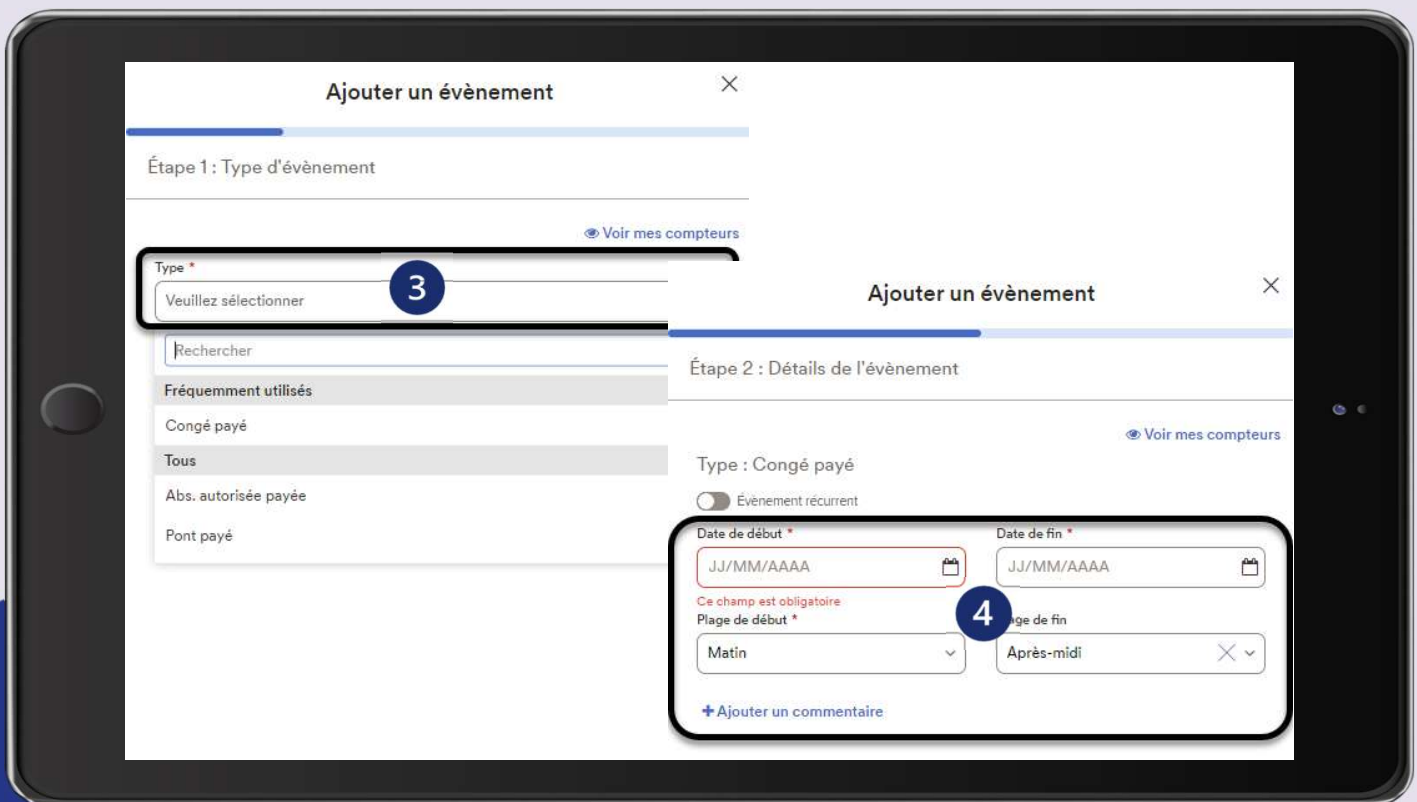 Ajouter un évènement
Étape 1 : Type d'évènement
Voir mes compteurs
Type *
Veuillez sélectionner
3
Rechercher
Fréquemment utilisés
Congé payé
Tous
Abs. autorisée payée
Pont payé
Ajouter un évènement
Étape 2 : Détails de l'évènement
Voir mes compteurs
Type : Congé payé
Évènement récurrent
Date de début * Date de fin *
JJ/MM/AAAA JJ/MM/AAAA
Ce champ est obligatoire
4
Plage de début * de fin
Matin Après-midi
+ Ajouter un commentaire